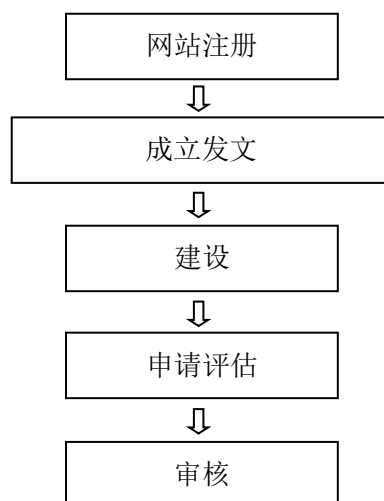 网站注册
成立发文
建设
申请评估
审核